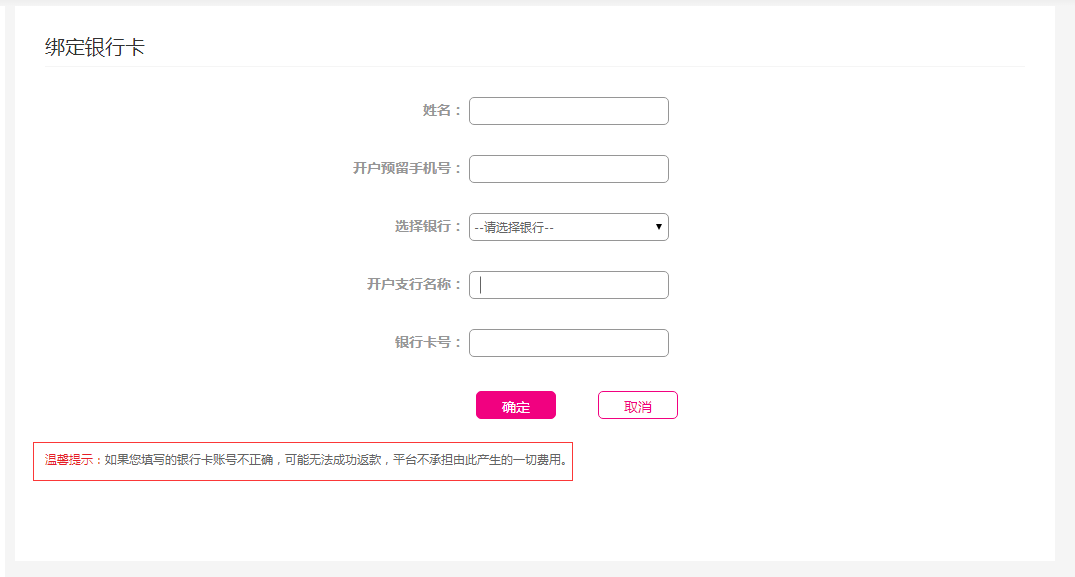 绑定银行卡
姓名：
开户预留手机号：
选择银行： --请选择银行--
开户支行名称：
银行卡号：
确定 取消
温馨提示：如果您填写的银行卡账号不正确，可能无法成功返款，平台不承担由此产生的一切费用。